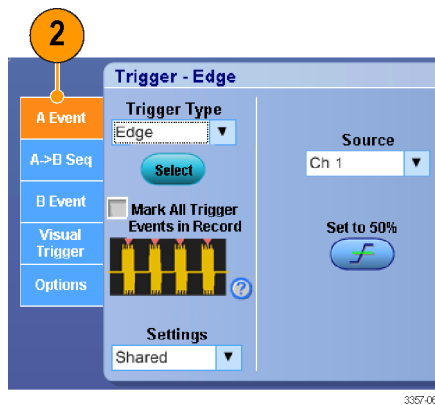 2
Trigger - Edge
A Event
A->B Seq
B Event
Visual
Trigger
Options
Trigger Type
Edge
Select
Mark All Trigger
Events in Record
?
Settings
Shared
Source
Ch 1
Set to 50%
3357-06